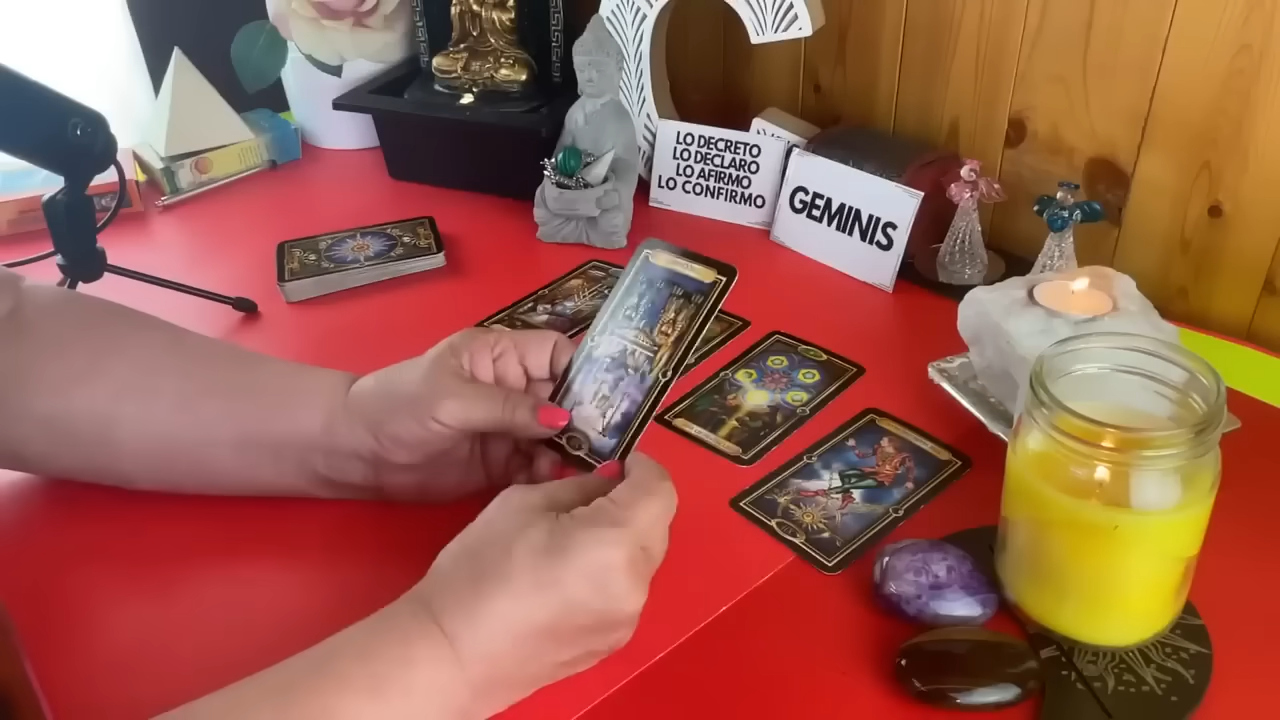 LO DECRETO
LO DECLARO
LO AFIRMO
LO CONFIRMO
GEMINIS